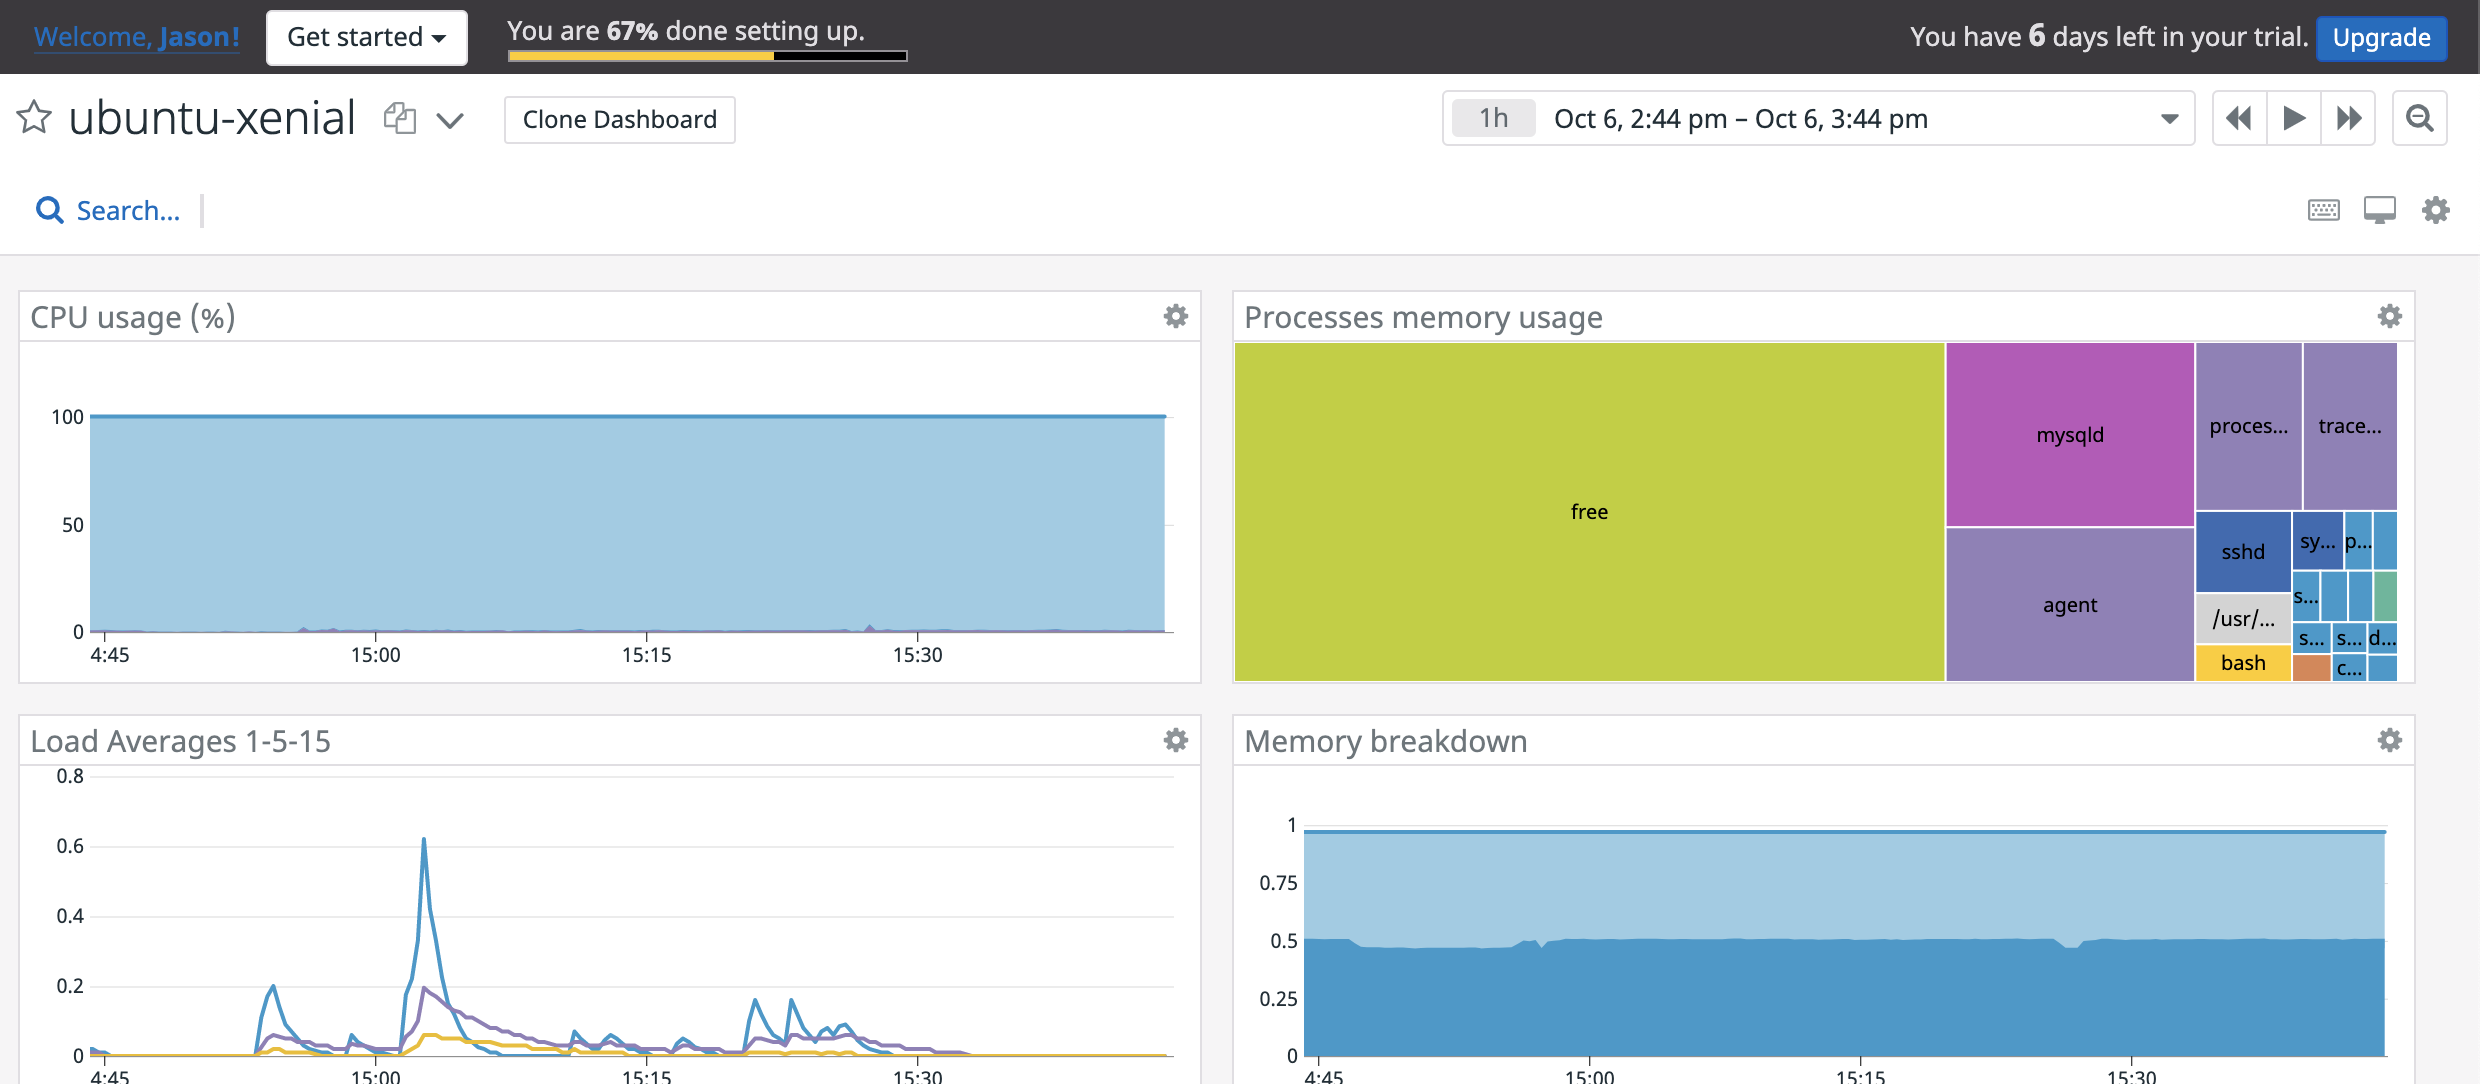 Welcome, Jason!
Get started
You are 67% done setting up.
You have 6 days left in your trial.
Upgrade
ubuntu-xenial
Clone Dashboard
1h
Oct 6, 2:44 pm – Oct 6, 3:44 pm
Search...
CPU usage (%)
100
50
0
4:45
15:00
15:15
15:30
Processes memory usage
free
mysqld
agent
proces...
trace...
sshd
sy...
p...
s...
/usr/...
s...
s...
d...
bash
c...
Load Averages 1-5-15
0.8
0.6
0.4
0.2
0
4:45
15:00
15:15
15:30
Memory breakdown
1
0.75
0.5
0.25
0
4:45
15:00
15:15
15:30